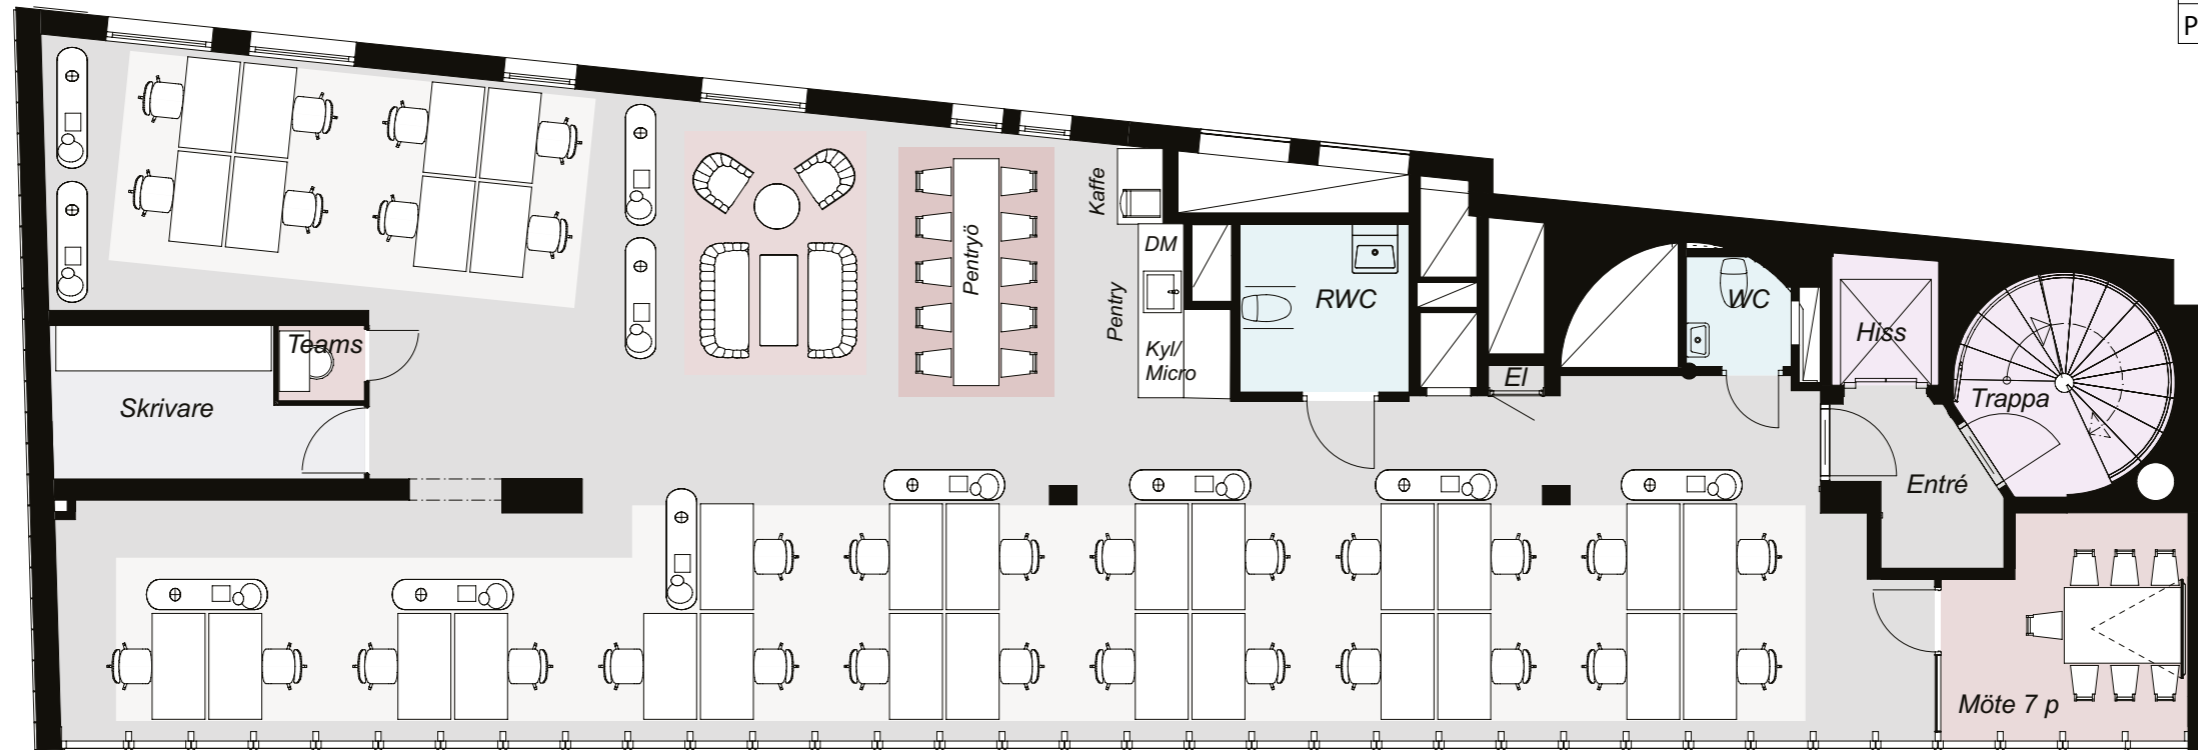 P
Kaffe
DM
Pentryö
Pentry
RWC
WC
Hiss
Teams
Kyl/
Micro
El
Skrivare
Trappa
Entré
Möte 7 p